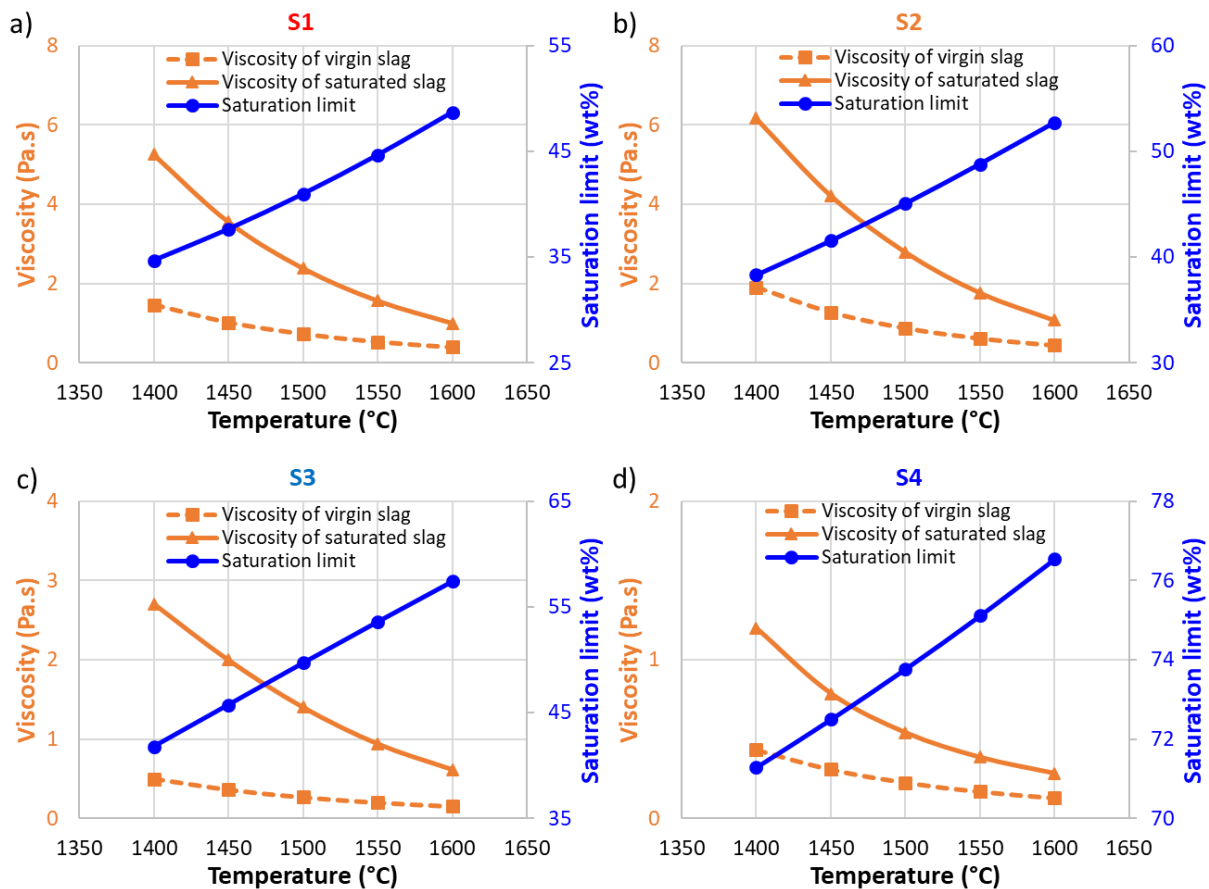 a)
S1
Viscosity (Pa.s)
8
6
4
2
0
Viscosity of virgin slag
Viscosity of saturated slag
Saturation limit
55
45
35
25
Saturation limit (wt%)
1350 1400 1450 1500 1550 1600 1650
Temperature (°C)
b)
S2
Viscosity (Pa.s)
8
6
4
2
0
Viscosity of virgin slag
Viscosity of saturated slag
Saturation limit
60
50
40
30
Saturation limit (wt%)
1350 1400 1450 1500 1550 1600 1650
Temperature (°C)
c)
S3
Viscosity (Pa.s)
4
3
2
1
0
Viscosity of virgin slag
Viscosity of saturated slag
Saturation limit
65
55
45
35
Saturation limit (wt%)
1350 1400 1450 1500 1550 1600 1650
Temperature (°C)
d)
S4
Viscosity (Pa.s)
2
1
0
Viscosity of virgin slag
Viscosity of saturated slag
Saturation limit
78
76
74
72
70
Saturation limit (wt%)
1350 1400 1450 1500 1550 1600 1650
Temperature (°C)